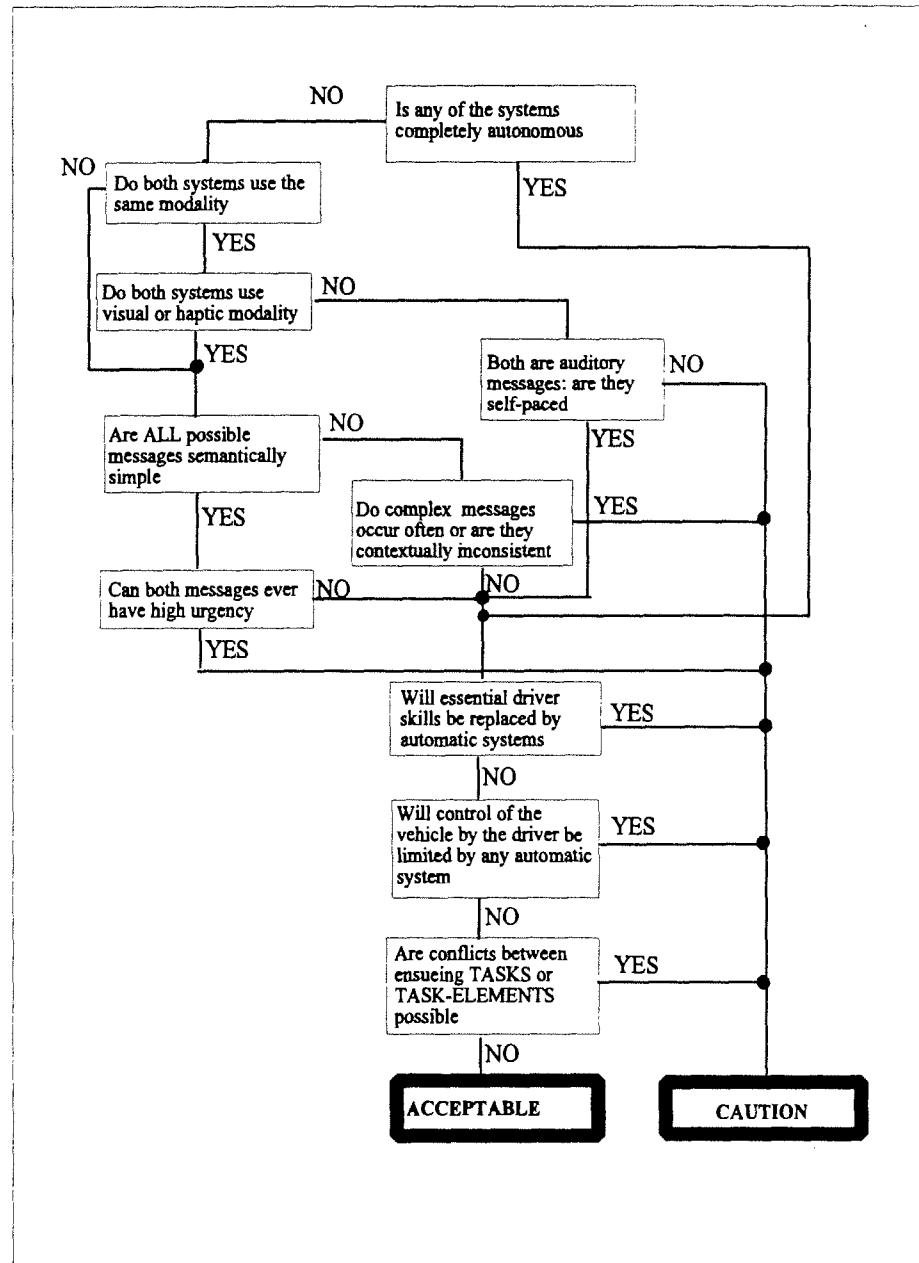 NO
Is any of the systems
completely autonomous
NO
YES
Do both systems use the
same modality
YES
Do both systems use
visual or haptic modality
NO
YES
Both are auditory
messages: are they
self-paced
NO
YES
Are ALL possible
messages semantically
simple
NO
YES
Do complex messages
occur often or are they
contextually inconsistent
YES
NO
Can both messages ever
have high urgency
NO
YES
Will essential driver
skills be replaced by
automatic systems
YES
NO
Will control of the
vehicle by the driver be
limited by any automatic
system
YES
NO
Are conflicts between
ensueing TASKS or
TASK-ELEMENTS
possible
YES
NO
ACCEPTABLE
CAUTION